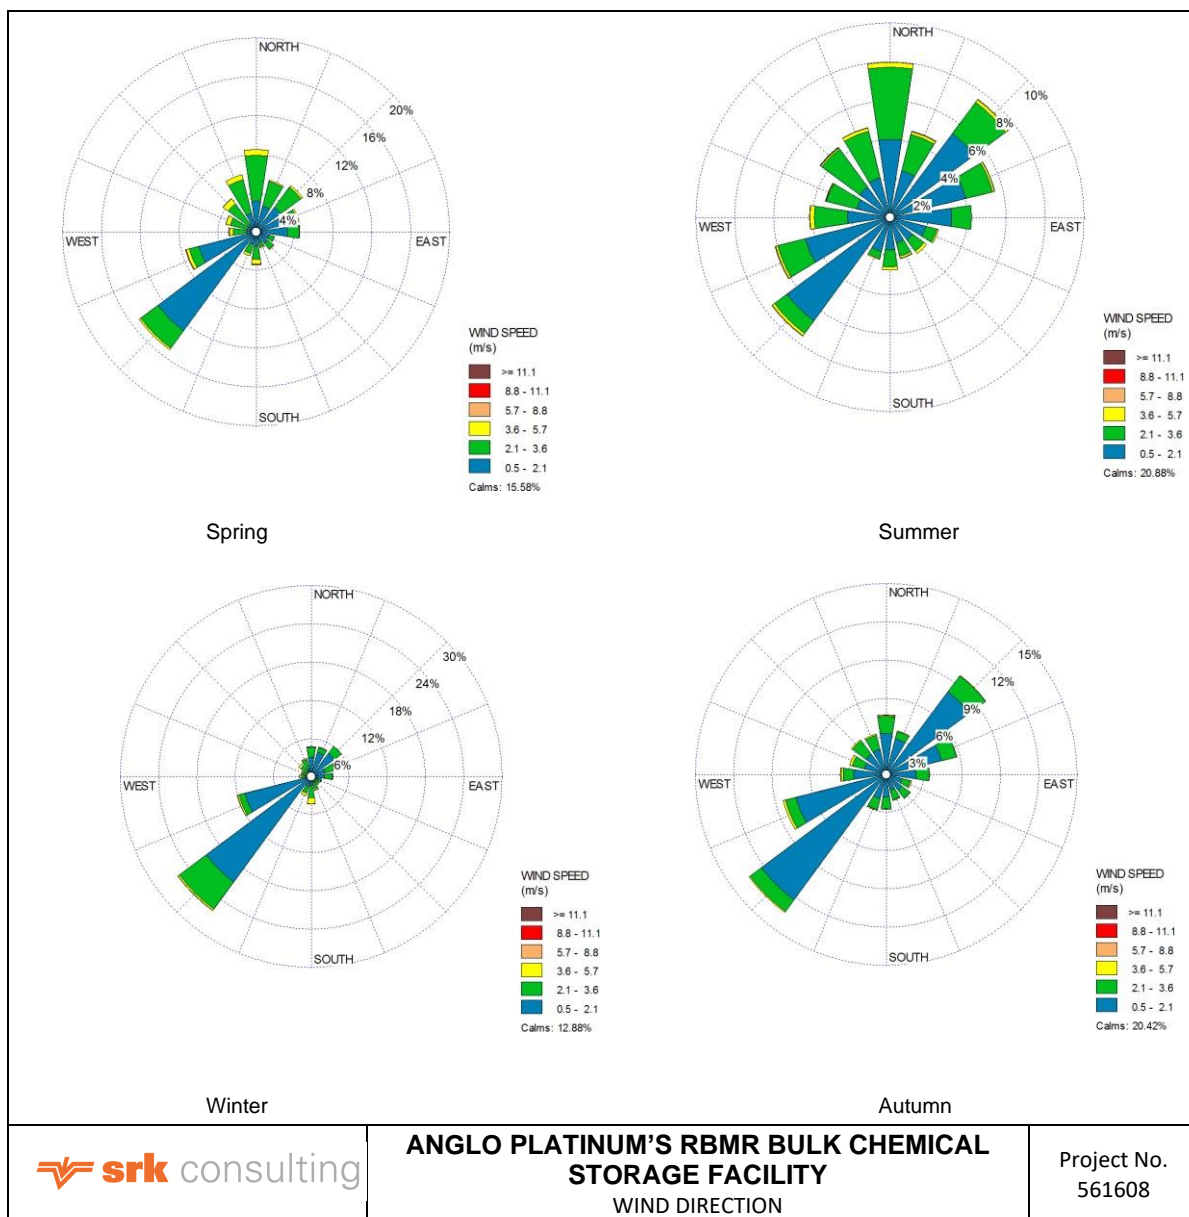 NORTH
20%
16%
12%
8%
4%
WEST
EAST
SOUTH
WIND SPEED
(m/s)
>= 11.1
8.8 - 11.1
5.7 - 8.8
3.6 - 5.7
2.1 - 3.6
0.5 - 2.1
Calms: 15.58%
Spring
NORTH
10%
8%
6%
4%
2%
WEST
EAST
SOUTH
WIND SPEED
(m/s)
>= 11.1
8.8 - 11.1
5.7 - 8.8
3.6 - 5.7
2.1 - 3.6
0.5 - 2.1
Calms: 20.88%
Summer
NORTH
30%
24%
18%
12%
6%
WEST
EAST
SOUTH
WIND SPEED
(m/s)
>= 11.1
8.8 - 11.1
5.7 - 8.8
3.6 - 5.7
2.1 - 3.6
0.5 - 2.1
Calms: 12.88%
Winter
NORTH
15%
12%
9%
6%
3%
WEST
EAST
SOUTH
WIND SPEED
(m/s)
>= 11.1
8.8 - 11.1
5.7 - 8.8
3.6 - 5.7
2.1 - 3.6
0.5 - 2.1
Calms: 20.42%
Autumn
srk consulting
ANGLO PLATINUM'S RBMR BULK CHEMICAL
STORAGE FACILITY
WIND DIRECTION
Project No.
561608